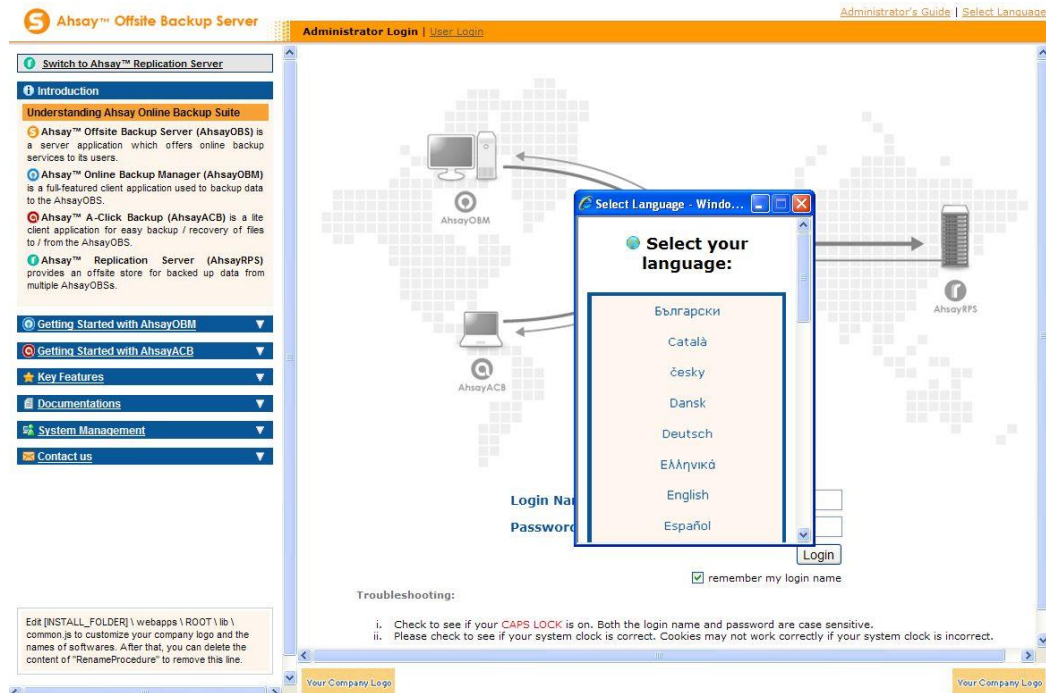 Ahsay™ Offsite Backup Server
Administrator's Guide | Select Language
Administrator Login | User Login
Switch to Ahsay™ Replication Server
Introduction
Understanding Ahsay Online Backup Suite
Ahsay™ Offsite Backup Server (AhsayOBS) is
a server application which offers online backup
services to its users.
Ahsay™ Online Backup Manager (AhsayOBM)
is a full-featured client application used to backup data
to the AhsayOBS.
Ahsay™ A-Click Backup (AhsayACB) is a lite
client application for easy backup / recovery of files
to / from the AhsayOBS.
Ahsay™ Replication Server (AhsayRPS)
provides an offsite store for backed up data from
multiple AhsayOBSs.
Getting Started with AhsayOBM
Getting Started with AhsayACB
Key Features
Documentations
System Management
Contact us
Edit [INSTALL_FOLDER] \ webapps \ ROOT \ lib \
common.js to customize your company logo and the
names of softwares. After that, you can delete the
content of "RenameProcedure" to remove this line.
AhsayOBM
AhsayACB
AhsayRPS
Select Language - Windo...
Select your
language:
Български
Català
česky
Dansk
Deutsch
Ελληνικά
English
Español
Login Na
Password
Login
remember my login name
Troubleshooting:
i. Check to see if your CAPS LOCK is on. Both the login name and password are case sensitive.
ii. Please check to see if your system clock is correct. Cookies may not work correctly if your system clock is incorrect.
Your Company Logo
Your Company Logo